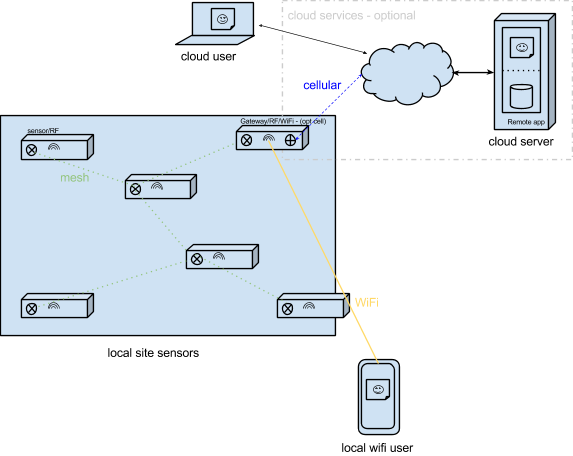 cloud services - optional
cloud user
cellular
Remote app
cloud server
Gateway/RF/WiFi - (opt cell)
sensor/RF
mesh
WiFi
local site sensors
local wifi user